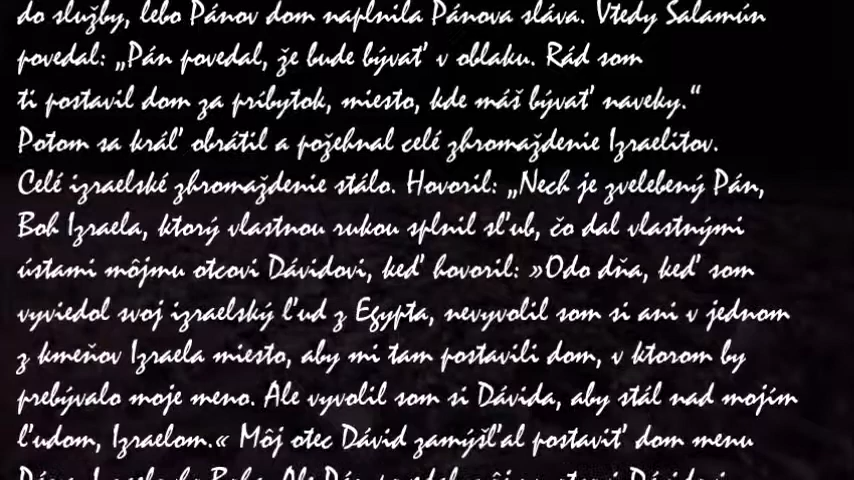 do služby, lebo Pánov dom naplnila Pánova sláva. Vtedy Šalamún
povedal: „Pán povedal, že bude bývať v oblaku. Rád som
ti postavil dom za príbytok, miesto, kde máš bývať naveky.“
Potom sa kráľ obrátil a požehnal celé zhromaždenie Izraelitov.
Celé izraelské zhromaždenie stálo. Hovoril: „Nech je zvelebený Pán,
Boh Izraela, ktorý vlastnou rukou splnil sľub, čo dal vlastnými
ústami môjmu otcovi Dávidovi, keď hovoril: »Odo dňa, keď som
vyviedol svoj izraelský ľud z Egypta, nevyvolil som si ani v jednom
z kmeňov Izraela miesto, aby mi tam postavili dom, v ktorom by
prebývalo moje meno. Ale vyvolil som si Dávida, aby stál nad mojím
ľudom, Izraelom.« Môj otec Dávid zamýšľal postaviť dom menu